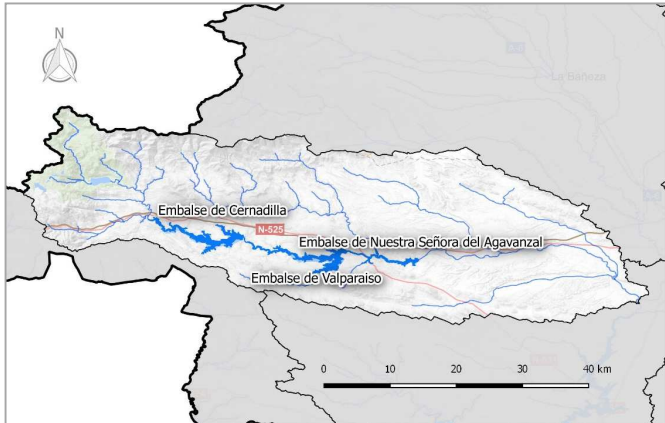 N
La Bañeza
Embalse de Cernadilla
N-525
Embalse de Nuestra Señora del Agavanzal
Embalse de Valparaiso
0 10 20 30 40 km